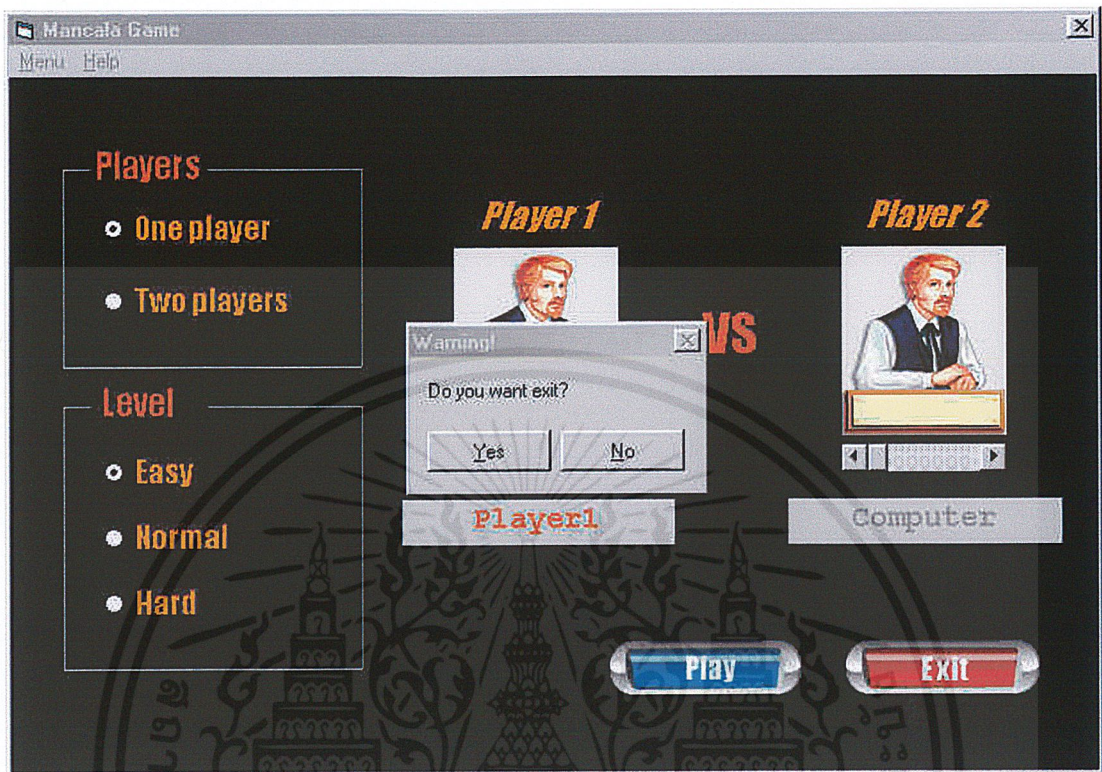 Mancala Game
Menu Help
Players
One player
Two players
Level
Easy
Normal
Hard
Player 1
VS
Player 2
Warning!
Do you want exit?
Yes No
Player1
Computer
Play
Exit